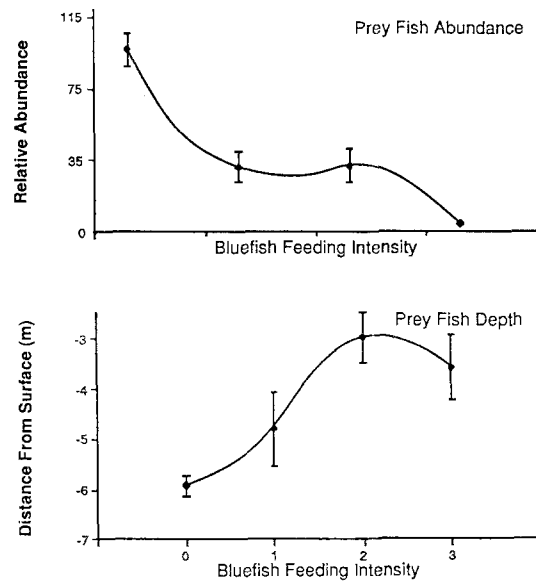 Prey Fish Abundance
Relative Abundance
115
75
35
0
Bluefish Feeding Intensity
Prey Fish Depth
Distance From Surface (m)
-3
-4
-5
-6
-7
0 1 2 3
Bluefish Feeding Intensity